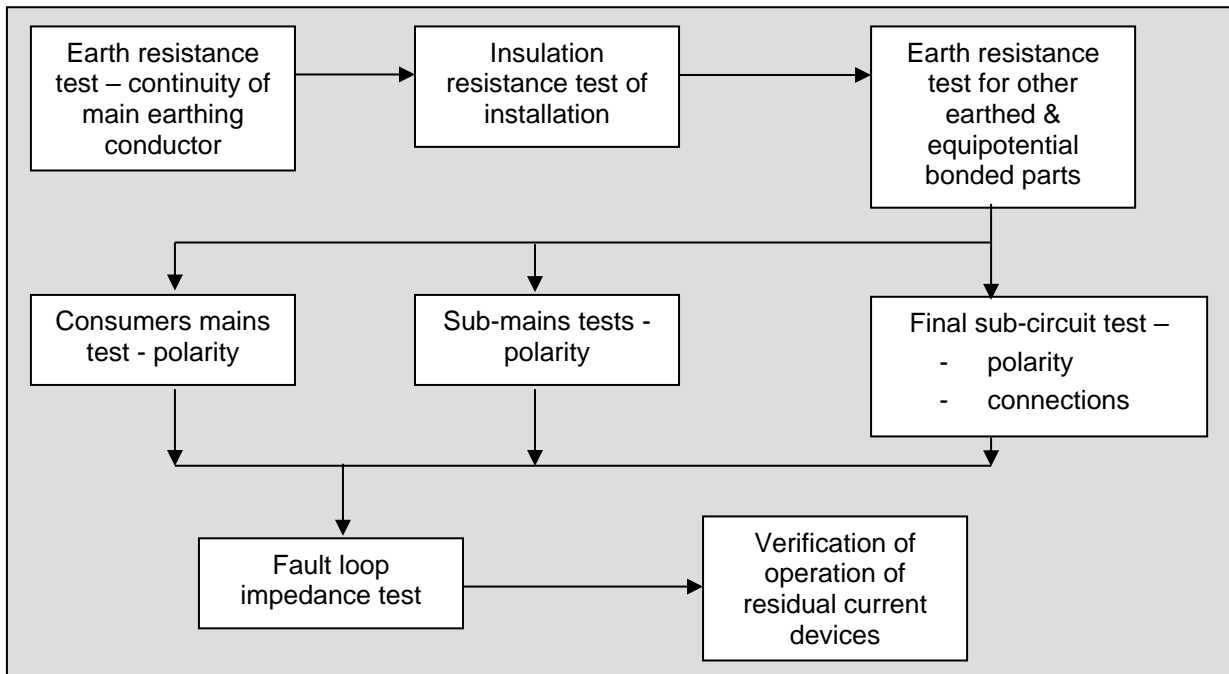 Earth resistance
test – continuity of
main earthing
conductor
Insulation
resistance test of
installation
Earth resistance
test for other
earthed &
equipotential
bonded parts
Consumers mains
test - polarity
Sub-mains tests -
polarity
Final sub-circuit test –
- polarity
- connections
Fault loop
impedance test
Verification of
operation of
residual current
devices